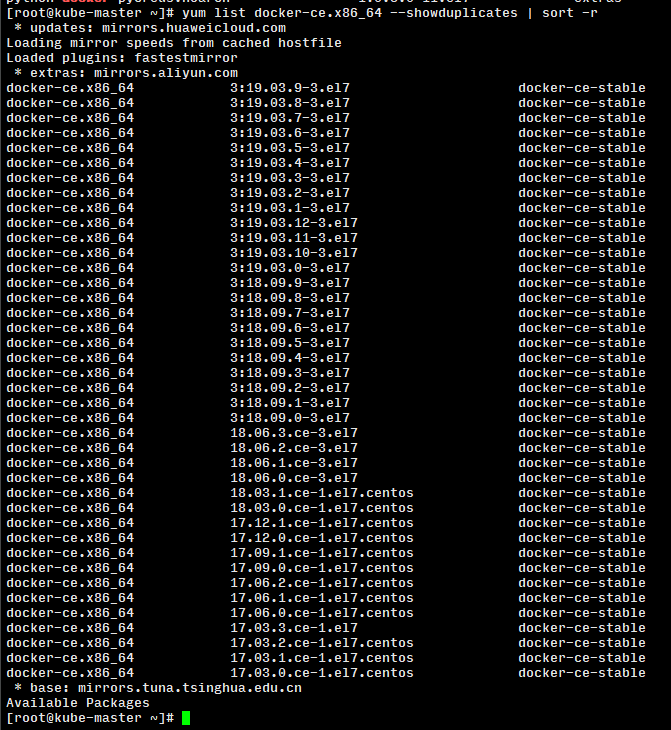 [root@kube-master ~]# yum list docker-ce.x86_64 --showduplicates | sort -r
 * updates: mirrors.huaweicloud.com
Loading mirror speeds from cached hostfile
Loaded plugins: fastestmirror
 * extras: mirrors.aliyun.com
docker-ce.x86_64            3:19.03.9-3.el7                     docker-ce-stable
docker-ce.x86_64            3:19.03.8-3.el7                     docker-ce-stable
docker-ce.x86_64            3:19.03.7-3.el7                     docker-ce-stable
docker-ce.x86_64            3:19.03.6-3.el7                     docker-ce-stable
docker-ce.x86_64            3:19.03.5-3.el7                     docker-ce-stable
docker-ce.x86_64            3:19.03.4-3.el7                     docker-ce-stable
docker-ce.x86_64            3:19.03.3-3.el7                     docker-ce-stable
docker-ce.x86_64            3:19.03.2-3.el7                     docker-ce-stable
docker-ce.x86_64            3:19.03.1-3.el7                     docker-ce-stable
docker-ce.x86_64            3:19.03.12-3.el7                    docker-ce-stable
docker-ce.x86_64            3:19.03.11-3.el7                    docker-ce-stable
docker-ce.x86_64            3:19.03.10-3.el7                    docker-ce-stable
docker-ce.x86_64            3:19.03.0-3.el7                     docker-ce-stable
docker-ce.x86_64            3:18.09.9-3.el7                     docker-ce-stable
docker-ce.x86_64            3:18.09.8-3.el7                     docker-ce-stable
docker-ce.x86_64            3:18.09.7-3.el7                     docker-ce-stable
docker-ce.x86_64            3:18.09.6-3.el7                     docker-ce-stable
docker-ce.x86_64            3:18.09.5-3.el7                     docker-ce-stable
docker-ce.x86_64            3:18.09.4-3.el7                     docker-ce-stable
docker-ce.x86_64            3:18.09.3-3.el7                     docker-ce-stable
docker-ce.x86_64            3:18.09.2-3.el7                     docker-ce-stable
docker-ce.x86_64            3:18.09.1-3.el7                     docker-ce-stable
docker-ce.x86_64            3:18.09.0-3.el7                     docker-ce-stable
docker-ce.x86_64            18.06.3.ce-3.el7                    docker-ce-stable
docker-ce.x86_64            18.06.2.ce-3.el7                    docker-ce-stable
docker-ce.x86_64            18.06.1.ce-3.el7                    docker-ce-stable
docker-ce.x86_64            18.06.0.ce-3.el7                    docker-ce-stable
docker-ce.x86_64            18.03.1.ce-1.el7.centos             docker-ce-stable
docker-ce.x86_64            18.03.0.ce-1.el7.centos             docker-ce-stable
docker-ce.x86_64            17.12.1.ce-1.el7.centos             docker-ce-stable
docker-ce.x86_64            17.12.0.ce-1.el7.centos             docker-ce-stable
docker-ce.x86_64            17.09.1.ce-1.el7.centos             docker-ce-stable
docker-ce.x86_64            17.09.0.ce-1.el7.centos             docker-ce-stable
docker-ce.x86_64            17.06.2.ce-1.el7.centos             docker-ce-stable
docker-ce.x86_64            17.06.1.ce-1.el7.centos             docker-ce-stable
docker-ce.x86_64            17.06.0.ce-1.el7.centos             docker-ce-stable
docker-ce.x86_64            17.03.3.ce-1.el7                    docker-ce-stable
docker-ce.x86_64            17.03.2.ce-1.el7.centos             docker-ce-stable
docker-ce.x86_64            17.03.1.ce-1.el7.centos             docker-ce-stable
docker-ce.x86_64            17.03.0.ce-1.el7.centos             docker-ce-stable
 * base: mirrors.tuna.tsinghua.edu.cn
Available Packages
[root@kube-master ~]#